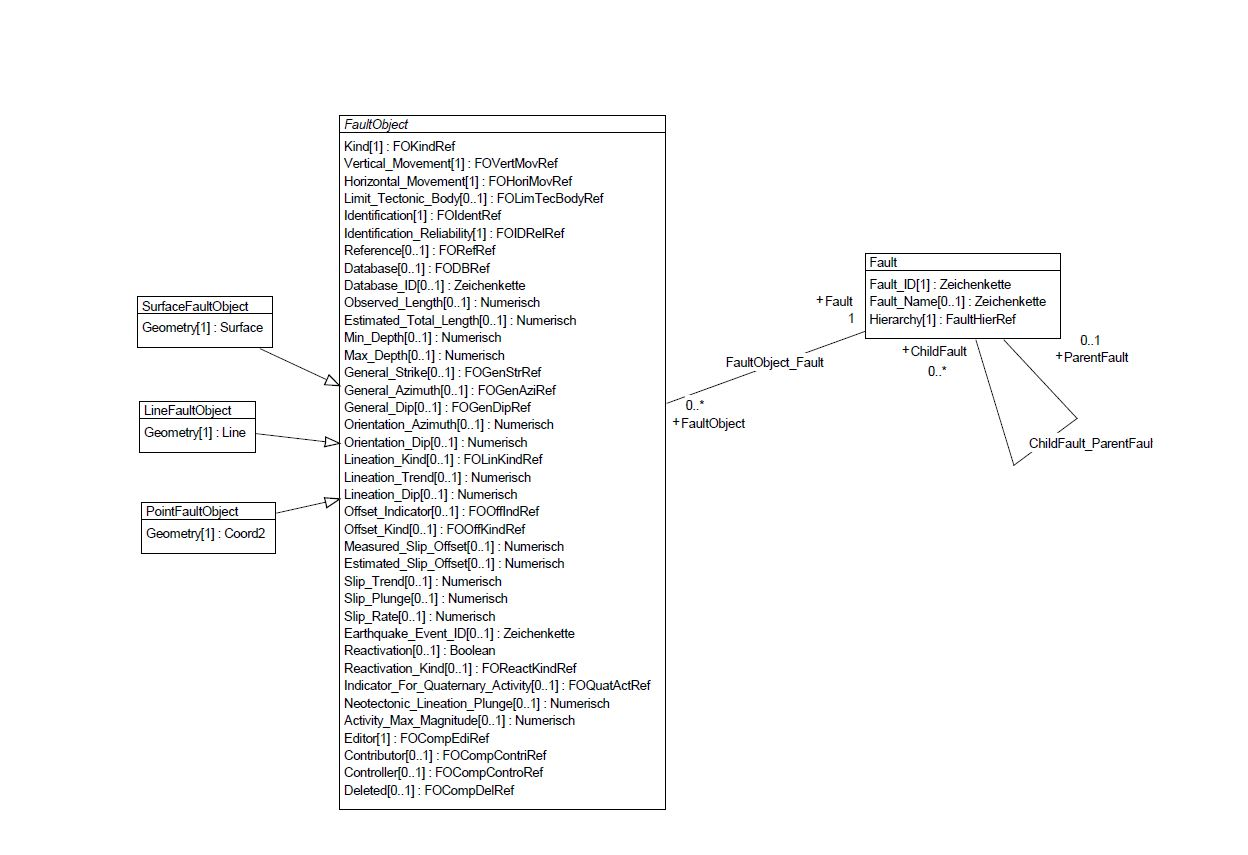 FaultObject
Kind[1] : FOKindRef
Vertical_Movement[1] : FOVertMovRef
Horizontal_Movement[1] : FOHoriMovRef
Limit_Tectonic_Body[0..1] : FOLimTecBodyRef
Identification[1] : FOIdentRef
Identification_Reliability[1] : FOIDRelRef
Reference[0..1] : FORefRef
Database[0..1] : FODBRef
Database_ID[0..1] : Zeichenkette
Observed_Length[0..1] : Numerisch
Estimated_Total_Length[0..1] : Numerisch
Min_Depth[0..1] : Numerisch
Max_Depth[0..1] : Numerisch
General_Strike[0..1] : FOGenStrRef
General_Azimuth[0..1] : FOGenAziRef
General_Dip[0..1] : FOGenDipRef
Orientation_Azimuth[0..1] : Numerisch
Orientation_Dip[0..1] : Numerisch
Lineation_Kind[0..1] : FOLinKindRef
Lineation_Trend[0..1] : Numerisch
Lineation_Dip[0..1] : Numerisch
Offset_Indicator[0..1] : FOOffIndRef
Offset_Kind[0..1] : FOOffKindRef
Measured_Slip_Offset[0..1] : Numerisch
Estimated_Slip_Offset[0..1] : Numerisch
Slip_Trend[0..1] : Numerisch
Slip_Plunge[0..1] : Numerisch
Slip_Rate[0..1] : Numerisch
Earthquake_Event_ID[0..1] : Zeichenkette
Reactivation[0..1] : Boolean
Reactivation_Kind[0..1] : FOReactKindRef
Indicator_For_Quaternary_Activity[0..1] : FOQuatActRef
Neotectonic_Lineation_Plunge[0..1] : Numerisch
Activity_Max_Magnitude[0..1] : Numerisch
Editor[1] : FOCompEdiRef
Contributor[0..1] : FOCompContriRef
Controller[0..1] : FOCompControRef
Deleted[0..1] : FOCompDelRef
SurfaceFaultObject
Geometry[1] : Surface
LineFaultObject
Geometry[1] : Line
PointFaultObject
Geometry[1] : Coord2
Fault
Fault_ID[1] : Zeichenkette
Fault_Name[0..1] : Zeichenkette
Hierarchy[1] : FaultHierRef
+Fault
1
FaultObject_Fault
0..*
+FaultObject
+ChildFault
0..*
0..1
+ParentFault
ChildFault_ParentFaul